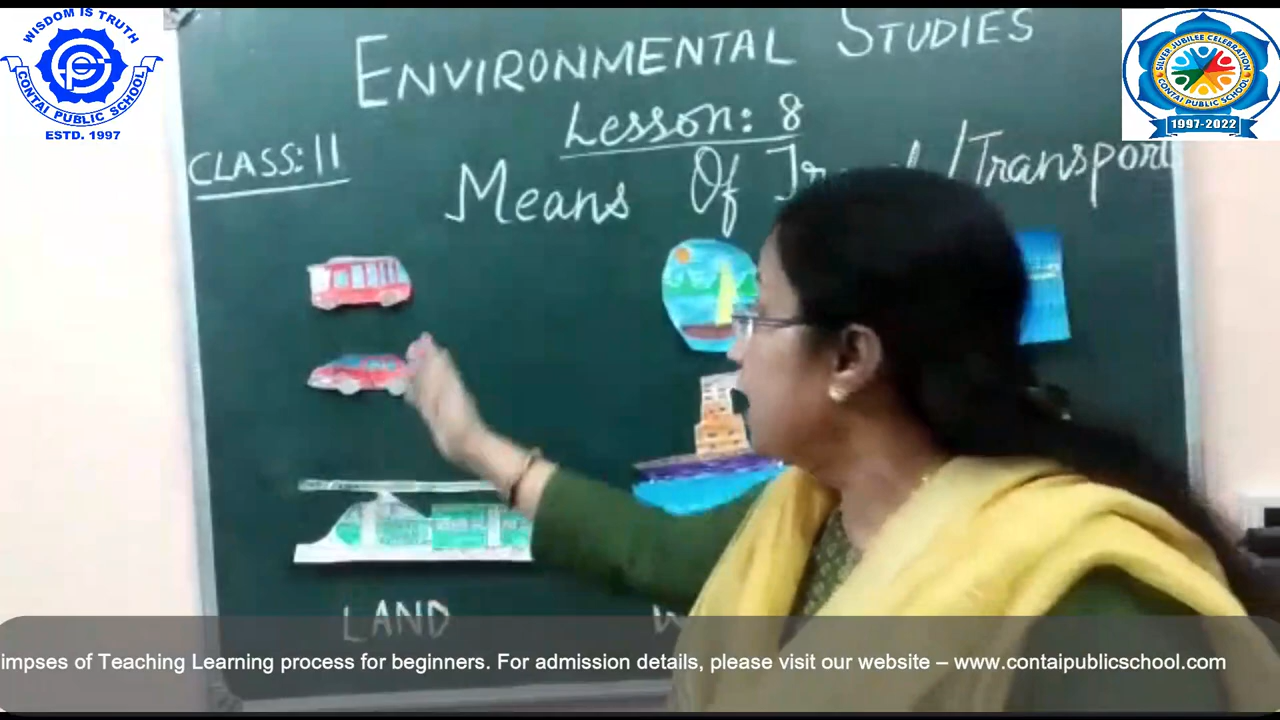 WISDOM IS TRUTH
CPS
CONTAI PUBLIC SCHOOL
ESTD. 1997
SILVER JUBILEE CELEBRATION
CONTAI PUBLIC SCHOOL
1997-2022
ENVIRONMENTAL STUDIES
Lesson: 8
CLASS: II
Means Of /Transport
LAND
impses of Teaching Learning process for beginners. For admission details, please visit our website – www.contaipublicschool.com